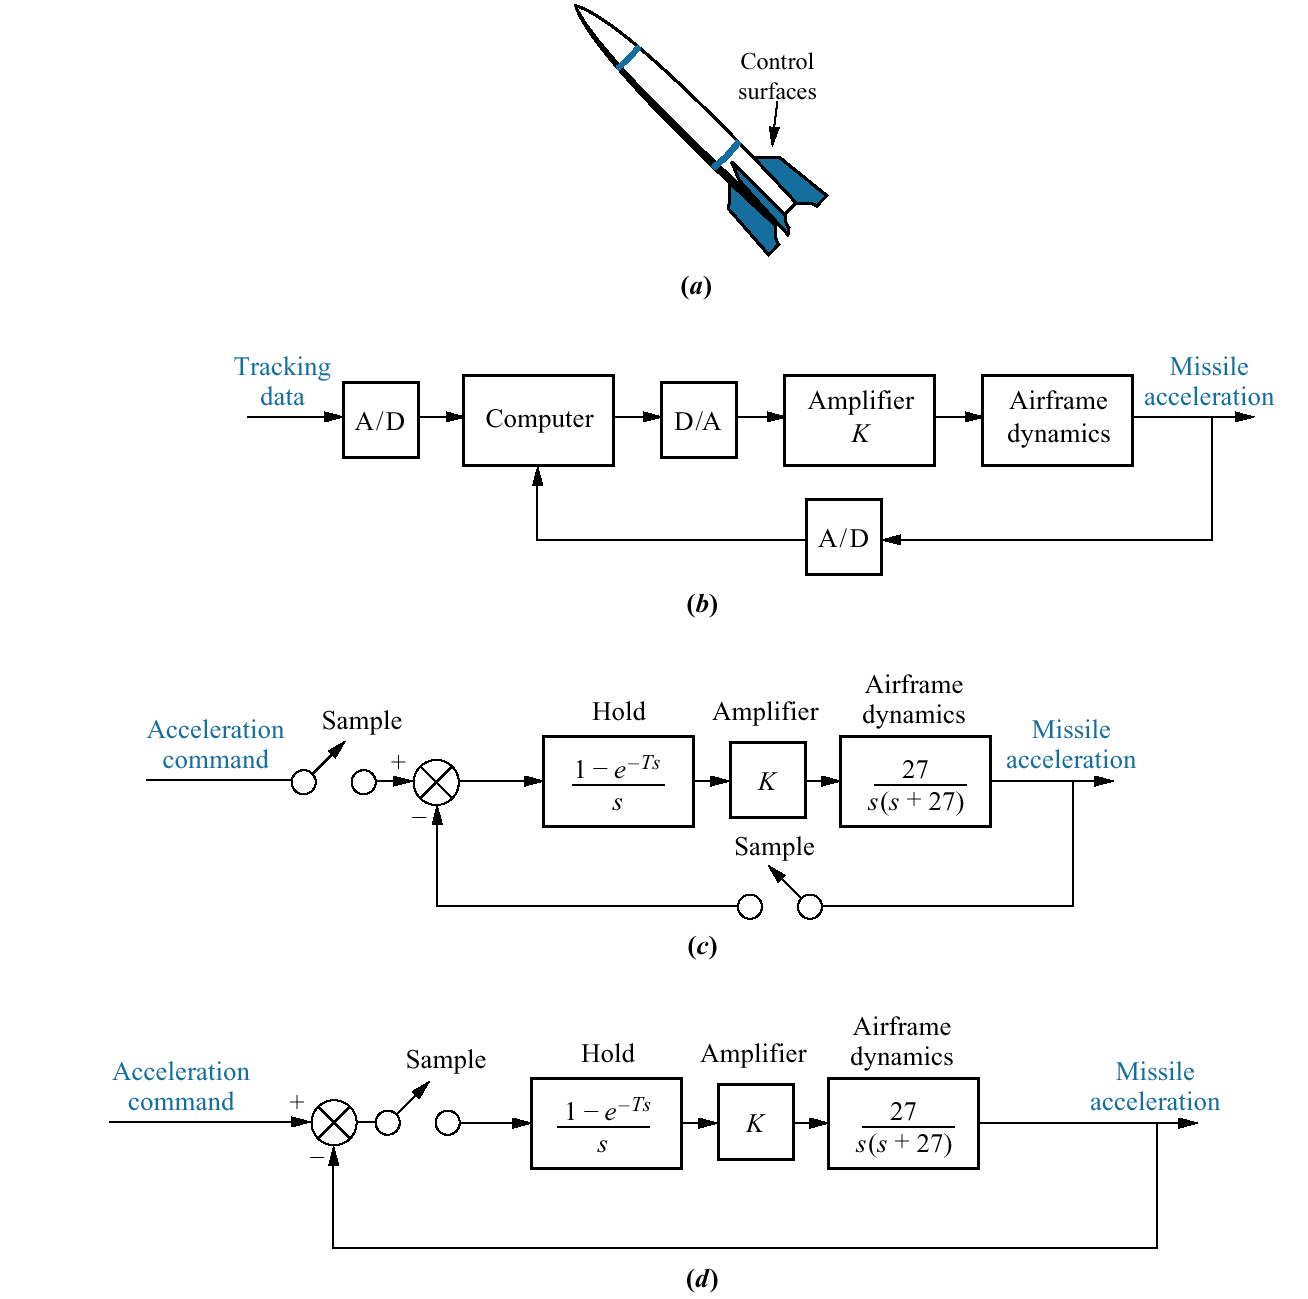 Control
surfaces
(a)
Tracking
data
A/D
Computer
D/A
Amplifier
K
Airframe
dynamics
Missile
acceleration
A/D
(b)
Acceleration
command
Sample
+
−
Hold
1 − e^{−Ts}
s
Amplifier
K
Airframe
dynamics
27
s(s + 27)
Missile
acceleration
Sample
(c)
Acceleration
command
+
−
Sample
Hold
1 − e^{−Ts}
s
Amplifier
K
Airframe
dynamics
27
s(s + 27)
Missile
acceleration
(d)